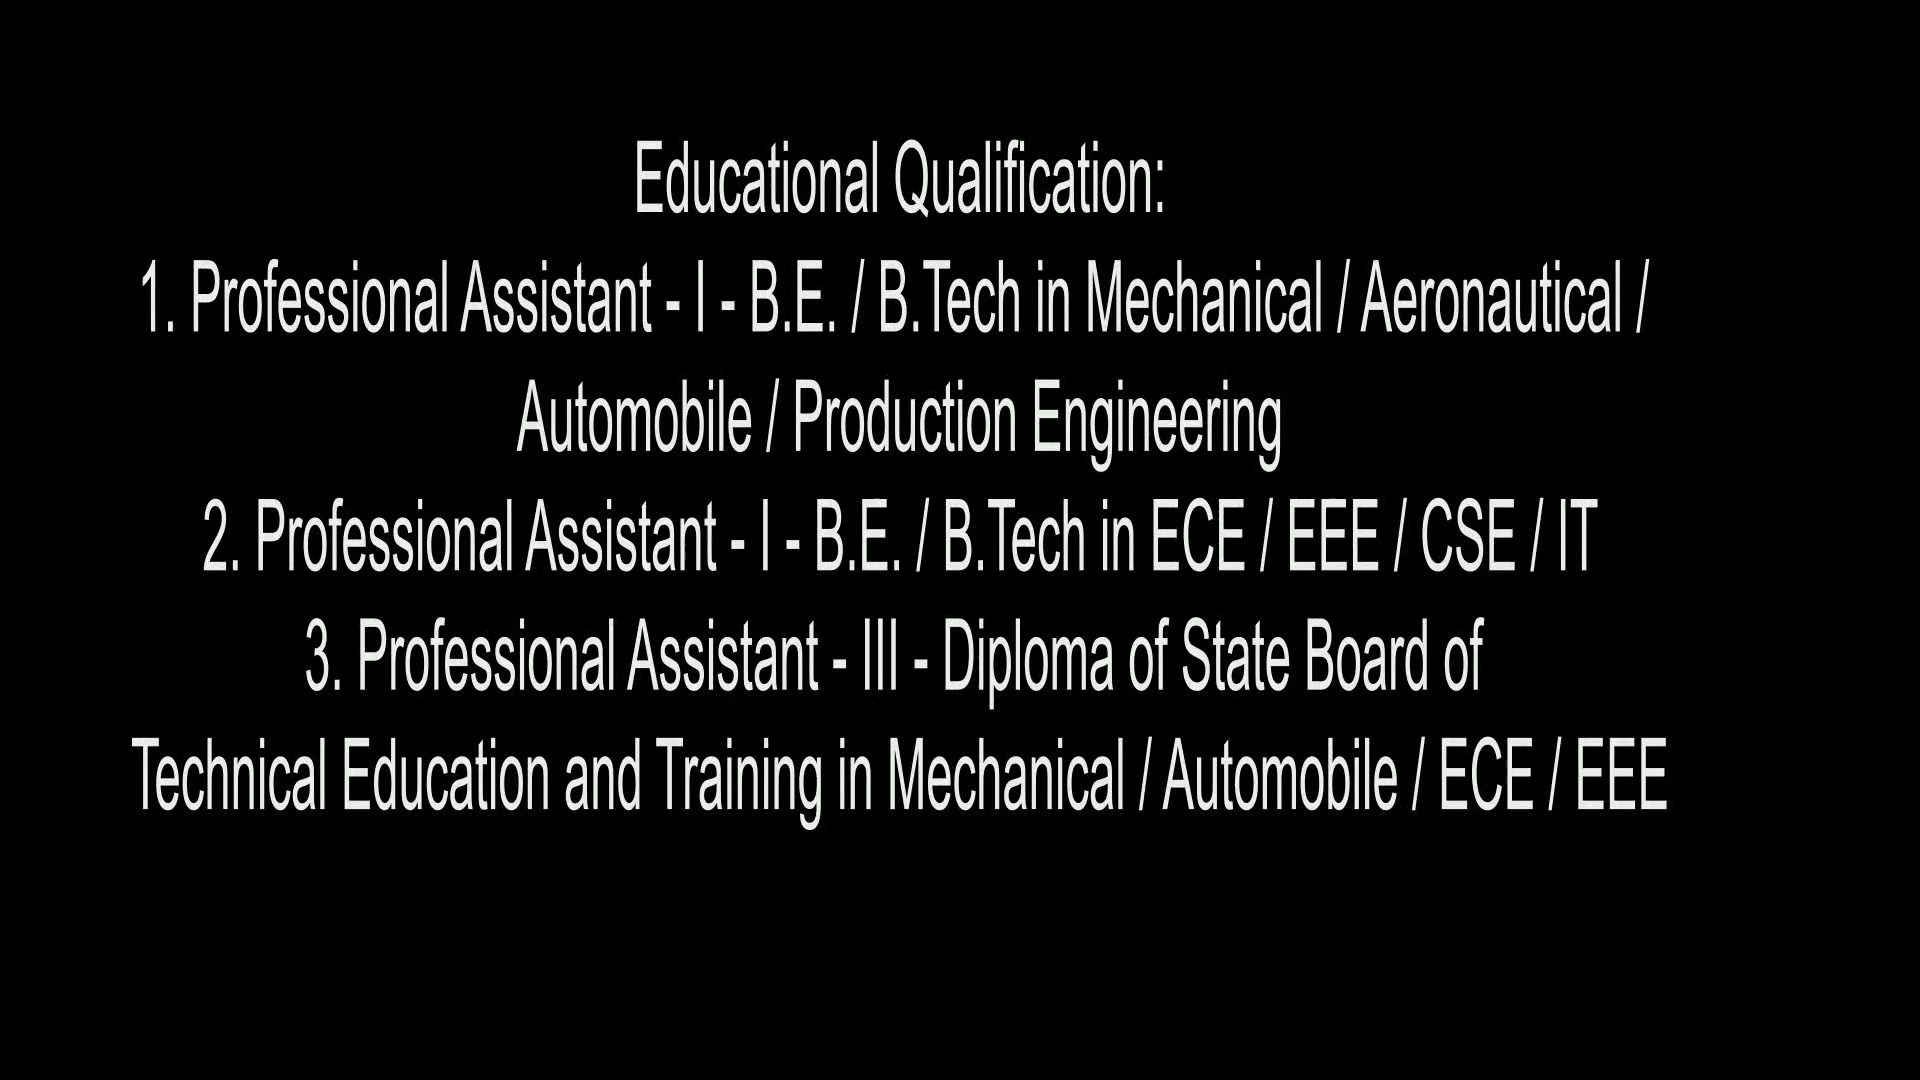 Educational Qualification:
1. Professional Assistant - I - B.E. / B.Tech in Mechanical / Aeronautical /
Automobile / Production Engineering
2. Professional Assistant - I - B.E. / B.Tech in ECE / EEE / CSE / IT
3. Professional Assistant - III - Diploma of State Board of
Technical Education and Training in Mechanical / Automobile / ECE / EEE